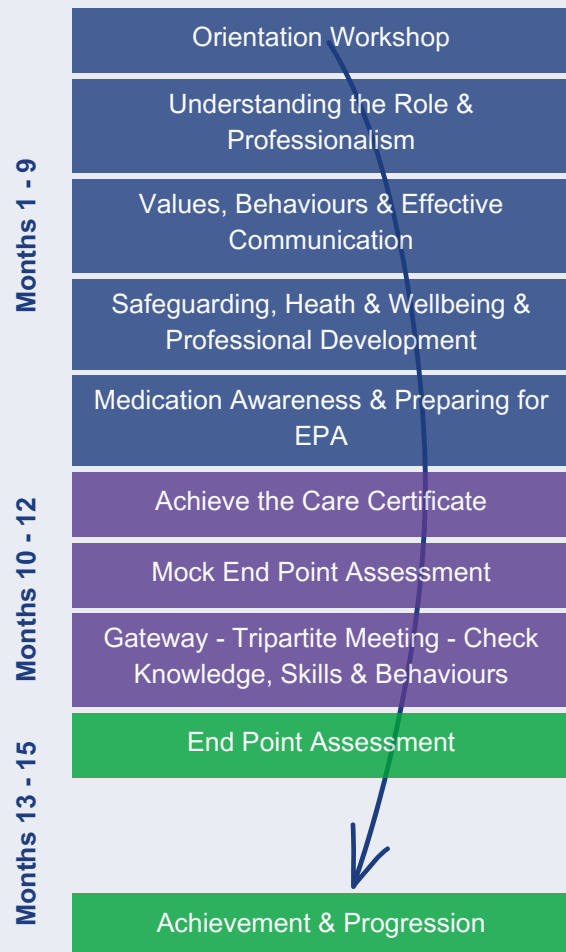 Months 1 - 9
Orientation Workshop
Understanding the Role &
Professionalism
Values, Behaviours & Effective
Communication
Safeguarding, Heath & Wellbeing &
Professional Development
Medication Awareness & Preparing for
EPA
Months 10 - 12
Achieve the Care Certificate
Mock End Point Assessment
Gateway - Tripartite Meeting - Check
Knowledge, Skills & Behaviours
Months 13 - 15
End Point Assessment
Achievement & Progression